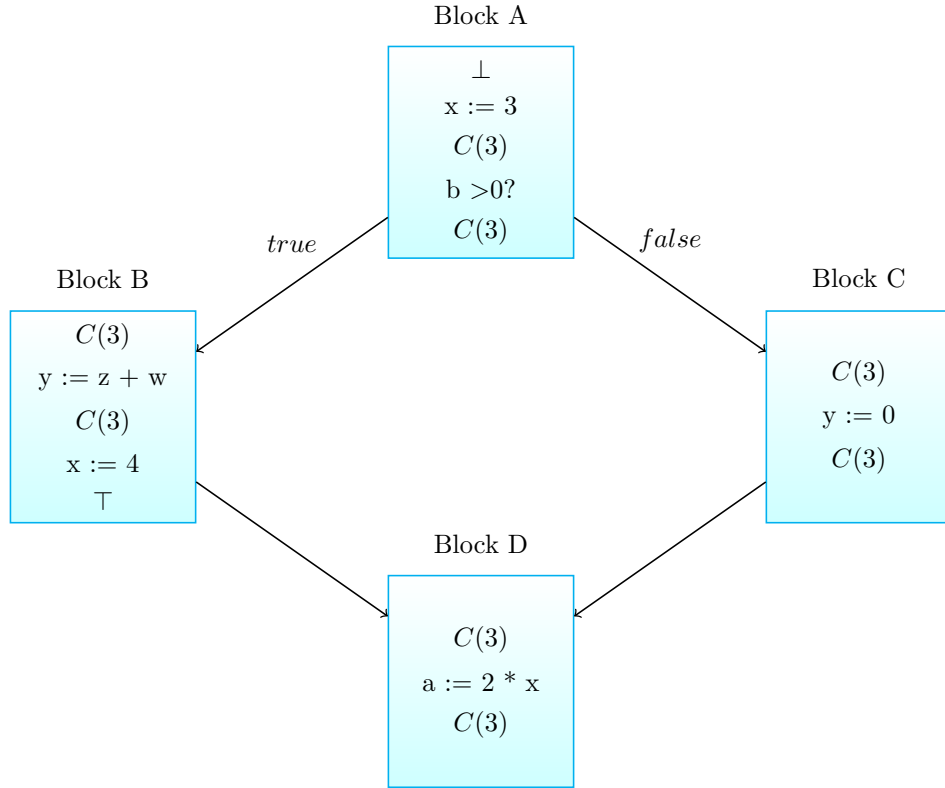 Block A
⊥
x := 3
C(3)
b >0?
C(3)
true
false
Block B
C(3)
y := z + w
C(3)
x := 4
⊤
Block C
C(3)
y := 0
C(3)
Block D
C(3)
a := 2 * x
C(3)